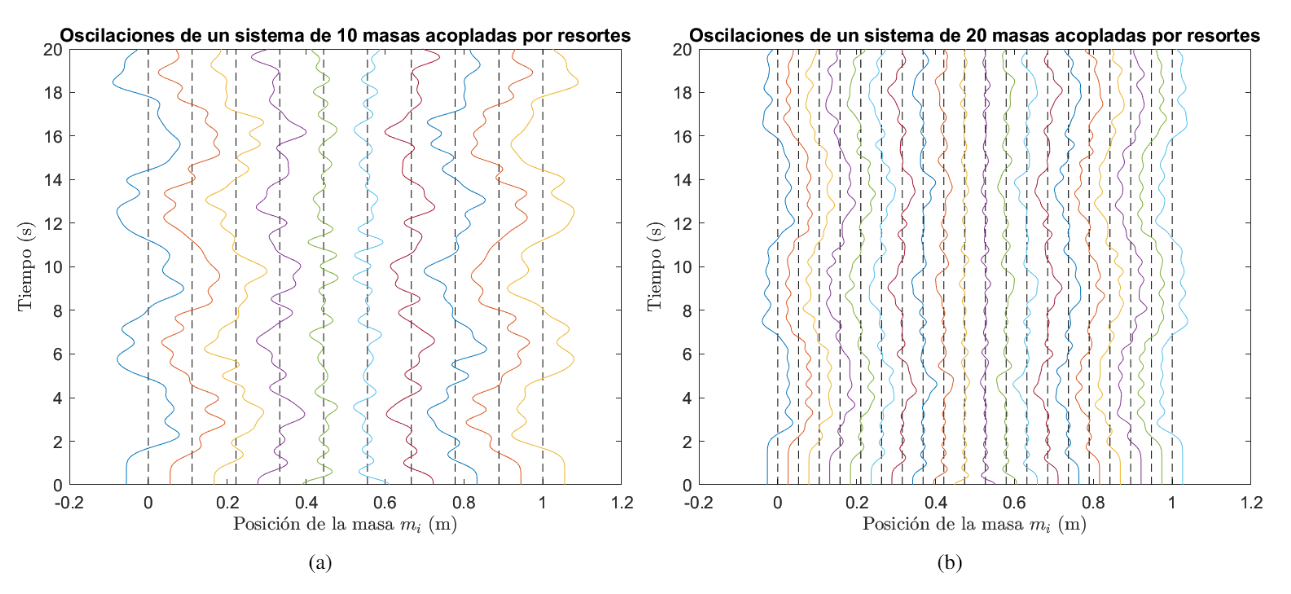 Oscilaciones de un sistema de 10 masas acopladas por resortes
20
18
16
14
12
10
8
6
4
2
0
Tiempo (s)
-0.2 0 0.2 0.4 0.6 0.8 1 1.2
Posición de la masa mᵢ (m)
(a)
Oscilaciones de un sistema de 20 masas acopladas por resortes
20
18
16
14
12
10
8
6
4
2
0
Tiempo (s)
-0.2 0 0.2 0.4 0.6 0.8 1 1.2
Posición de la masa mᵢ (m)
(b)